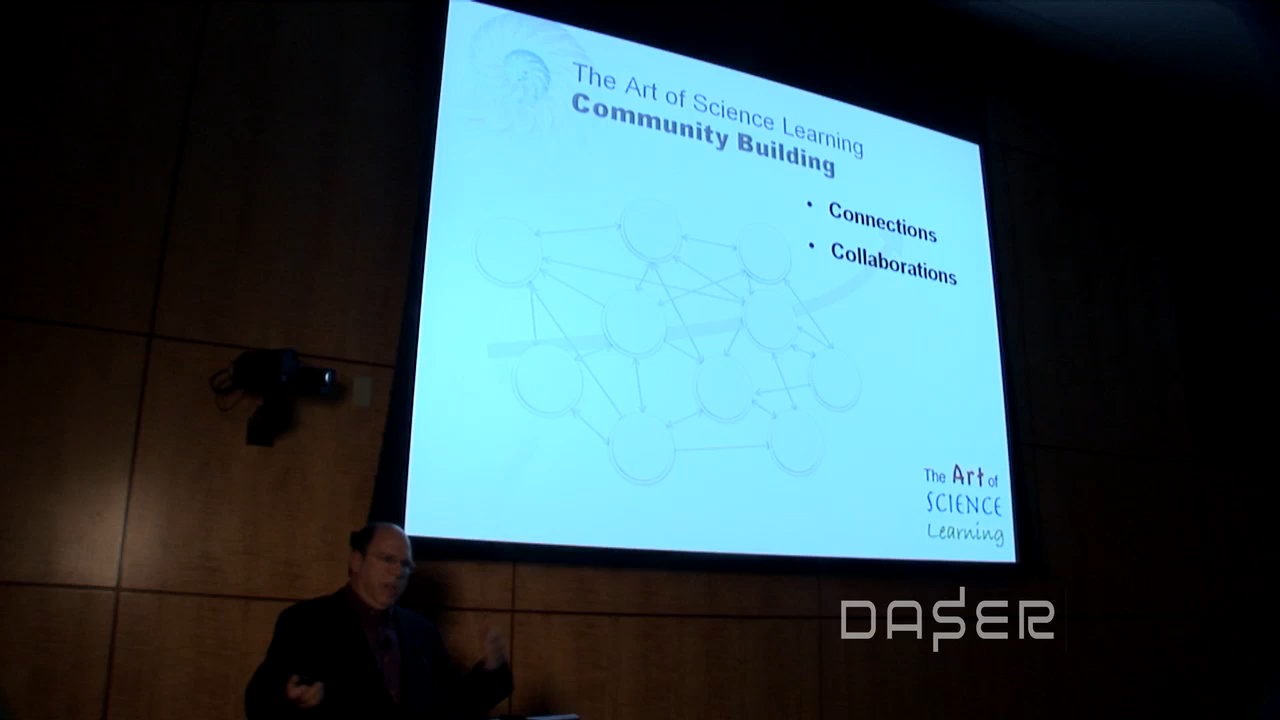 The Art of Science Learning
Community Building
• Connections
• Collaborations
The Art of
SCIENCE
Learning
DASER